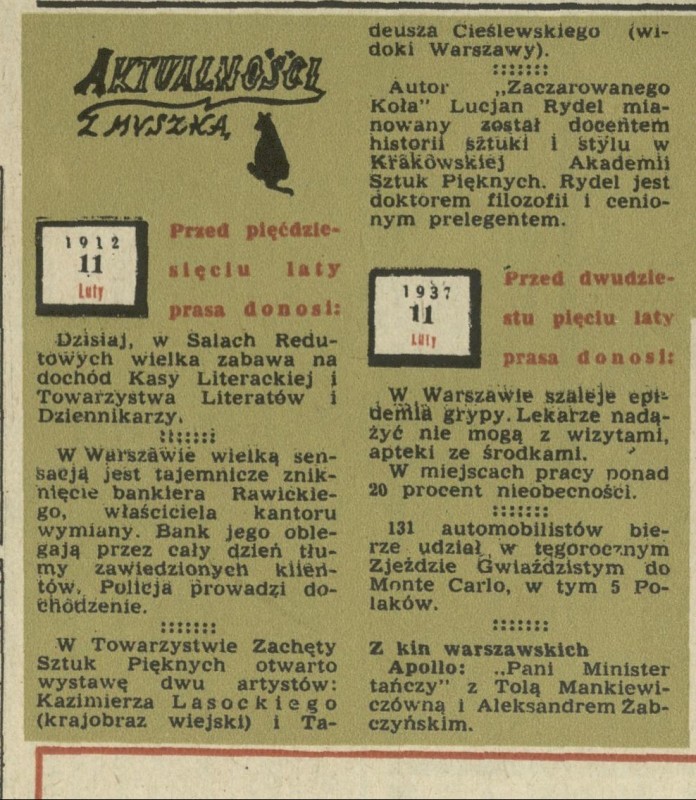 AKTUALNOŚCI
Z MYSZKĄ
1912
11
Luty
Przed pięćdzie-
sięciu laty
prasa donosi:
Dzisiaj, w Salach Redu-
towych wielka zabawa na
dochód Kasy Literackiej i
Towarzystwa Literatów i
Dziennikarzy.
:::::::
W Warszawie wielką sen-
sacją jest tajemnicze znik-
nięcie bankiera Rawickie-
go, właściciela kantoru
wymiany. Bank jego oble-
gają przez cały dzień tłu-
my zawiedzionych klien-
tów. Policja prowadzi do-
chodzenie.
:::::::
W Towarzystwie Zachęty
Sztuk Pięknych otwarto
wystawę dwu artystów:
Kazimierza Lasockiego
(krajobraz wiejski) i Ta-
deusza Cieślewskiego (wi-
doki Warszawy).
:::::::
Autor „Zaczarowanego
Koła" Lucjan Rydel mia-
nowany został docentem
historii sztuki i stylu w
Krakowskiej Akademii
Sztuk Pięknych. Rydel jest
doktorem filozofii i cenio-
nym prelegentem.
1937
11
Luty
Przed dwudzie-
stu pięciu laty
prasa donosi:
W Warszawie szaleje epi-
demia grypy. Lekarze nadą-
żyć nie mogą z wizytami,
apteki ze środkami.
W miejscach pracy ponad
20 procent nieobecności.
:::::::
131 automobilistów bie-
rze udział w tegorocznym
Zjeździe Gwiaździstym do
Monte Carlo, w tym 5 Po-
laków.
:::::::
Z kin warszawskich
Apollo: „Pani Minister
tańczy" z Tolą Mankiewi-
czówną i Aleksandrem Żab-
czyńskim.